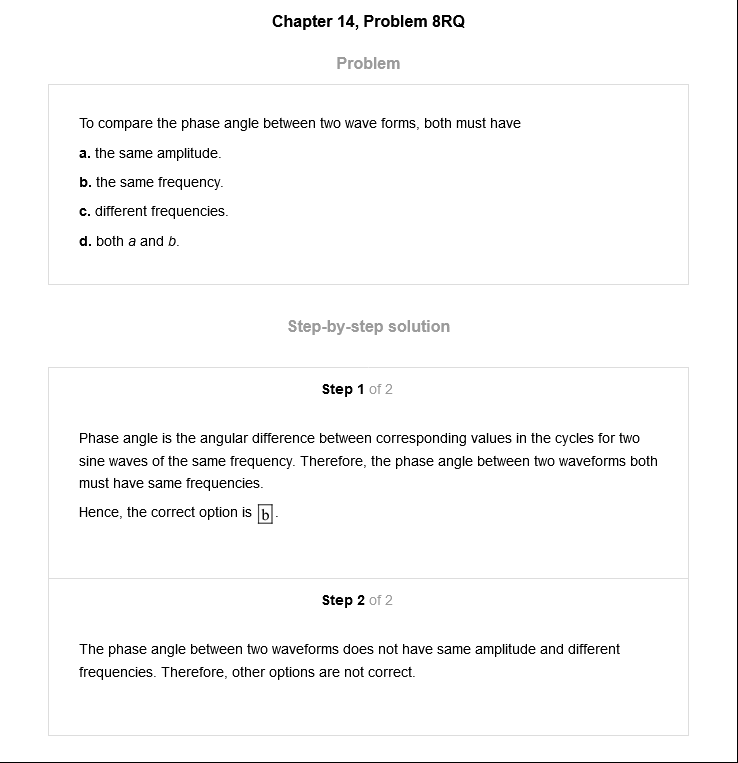 Chapter 14, Problem 8RQ
Problem
To compare the phase angle between two wave forms, both must have
a. the same amplitude.
b. the same frequency.
c. different frequencies.
d. both a and b.
Step-by-step solution
Step 1 of 2
Phase angle is the angular difference between corresponding values in the cycles for two
sine waves of the same frequency. Therefore, the phase angle between two waveforms both
must have same frequencies.
Hence, the correct option is b.
Step 2 of 2
The phase angle between two waveforms does not have same amplitude and different
frequencies. Therefore, other options are not correct.